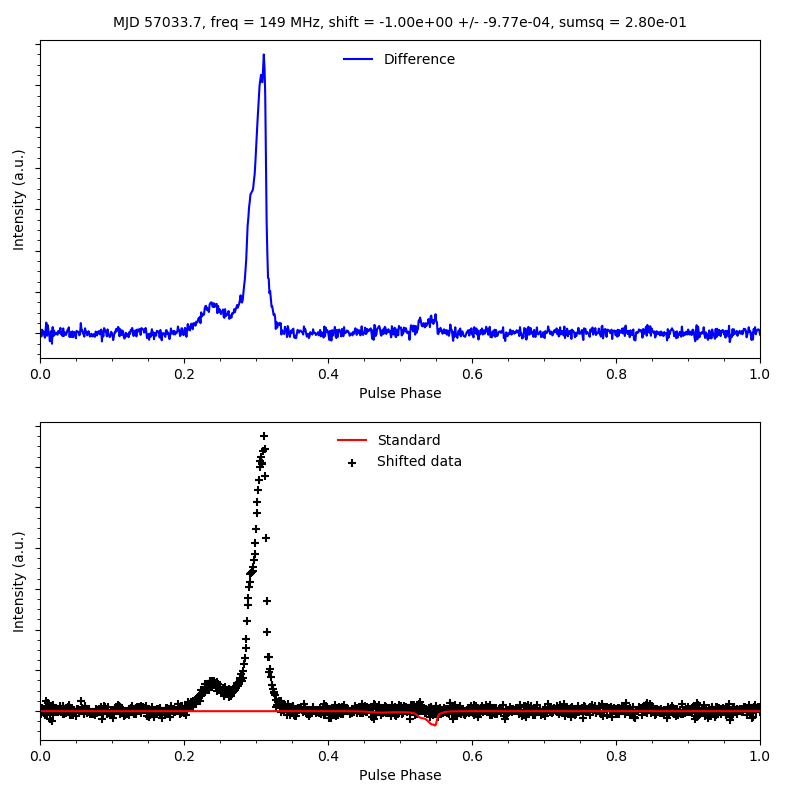 MJD 57033.7, freq = 149 MHz, shift = -1.00e+00 +/- -9.77e-04, sumsq = 2.80e-01
Difference
Intensity (a.u.)
0.0 0.2 0.4 0.6 0.8 1.0
Pulse Phase
Standard
Shifted data
Intensity (a.u.)
0.0 0.2 0.4 0.6 0.8 1.0
Pulse Phase